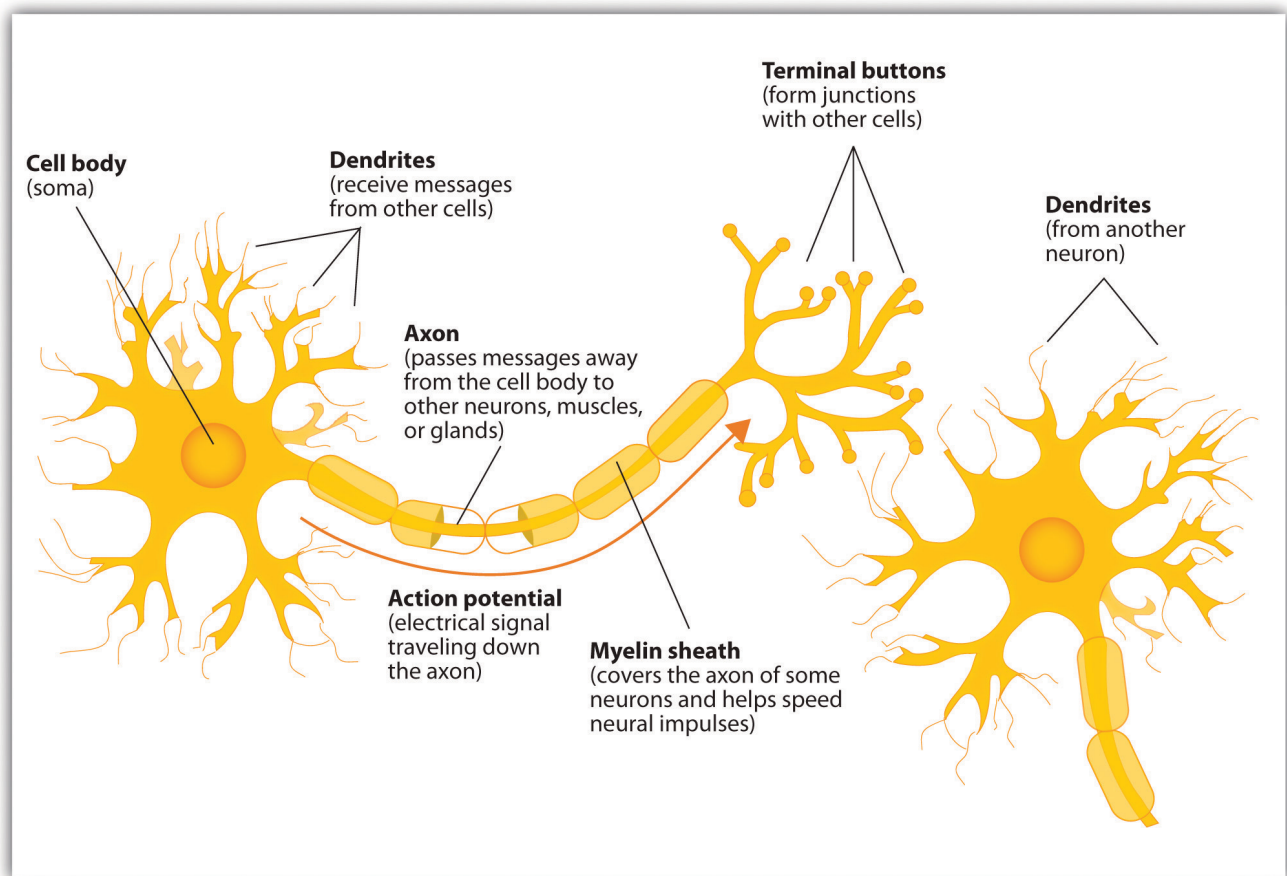 Terminal buttons
(form junctions
with other cells)
Cell body
(soma)
Dendrites
(receive messages
from other cells)
Dendrites
(from another
neuron)
Axon
(passes messages away
from the cell body to
other neurons, muscles,
or glands)
Action potential
(electrical signal
traveling down
the axon)
Myelin sheath
(covers the axon of some
neurons and helps speed
neural impulses)